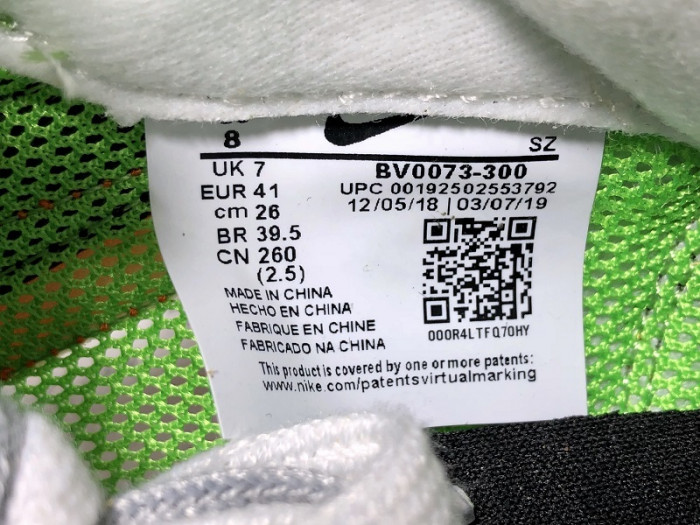 8
SZ
UK 7
BV0073-300
EUR 41
UPC 00192502553792
cm 26
12/05/18 | 03/07/19
BR 39.5
CN 260
(2.5)
MADE IN CHINA
HECHO EN CHINA
FABRIQUE EN CHINE
FABRICADO NA CHINA
000R4LTFQ70HY
This product is covered by one or more patents:
www.nike.com/patentsvirtualmarking